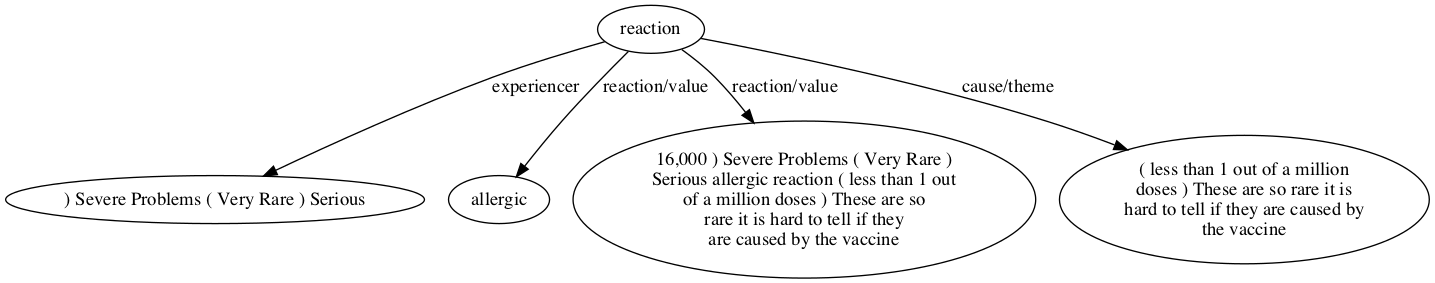 reaction
experiencer
reaction/value
reaction/value
cause/theme
) Severe Problems ( Very Rare ) Serious
allergic
16,000 ) Severe Problems ( Very Rare )
Serious allergic reaction ( less than 1 out
of a million doses ) These are so
rare it is hard to tell if they
are caused by the vaccine
( less than 1 out of a million
doses ) These are so rare it is
hard to tell if they are caused by
the vaccine